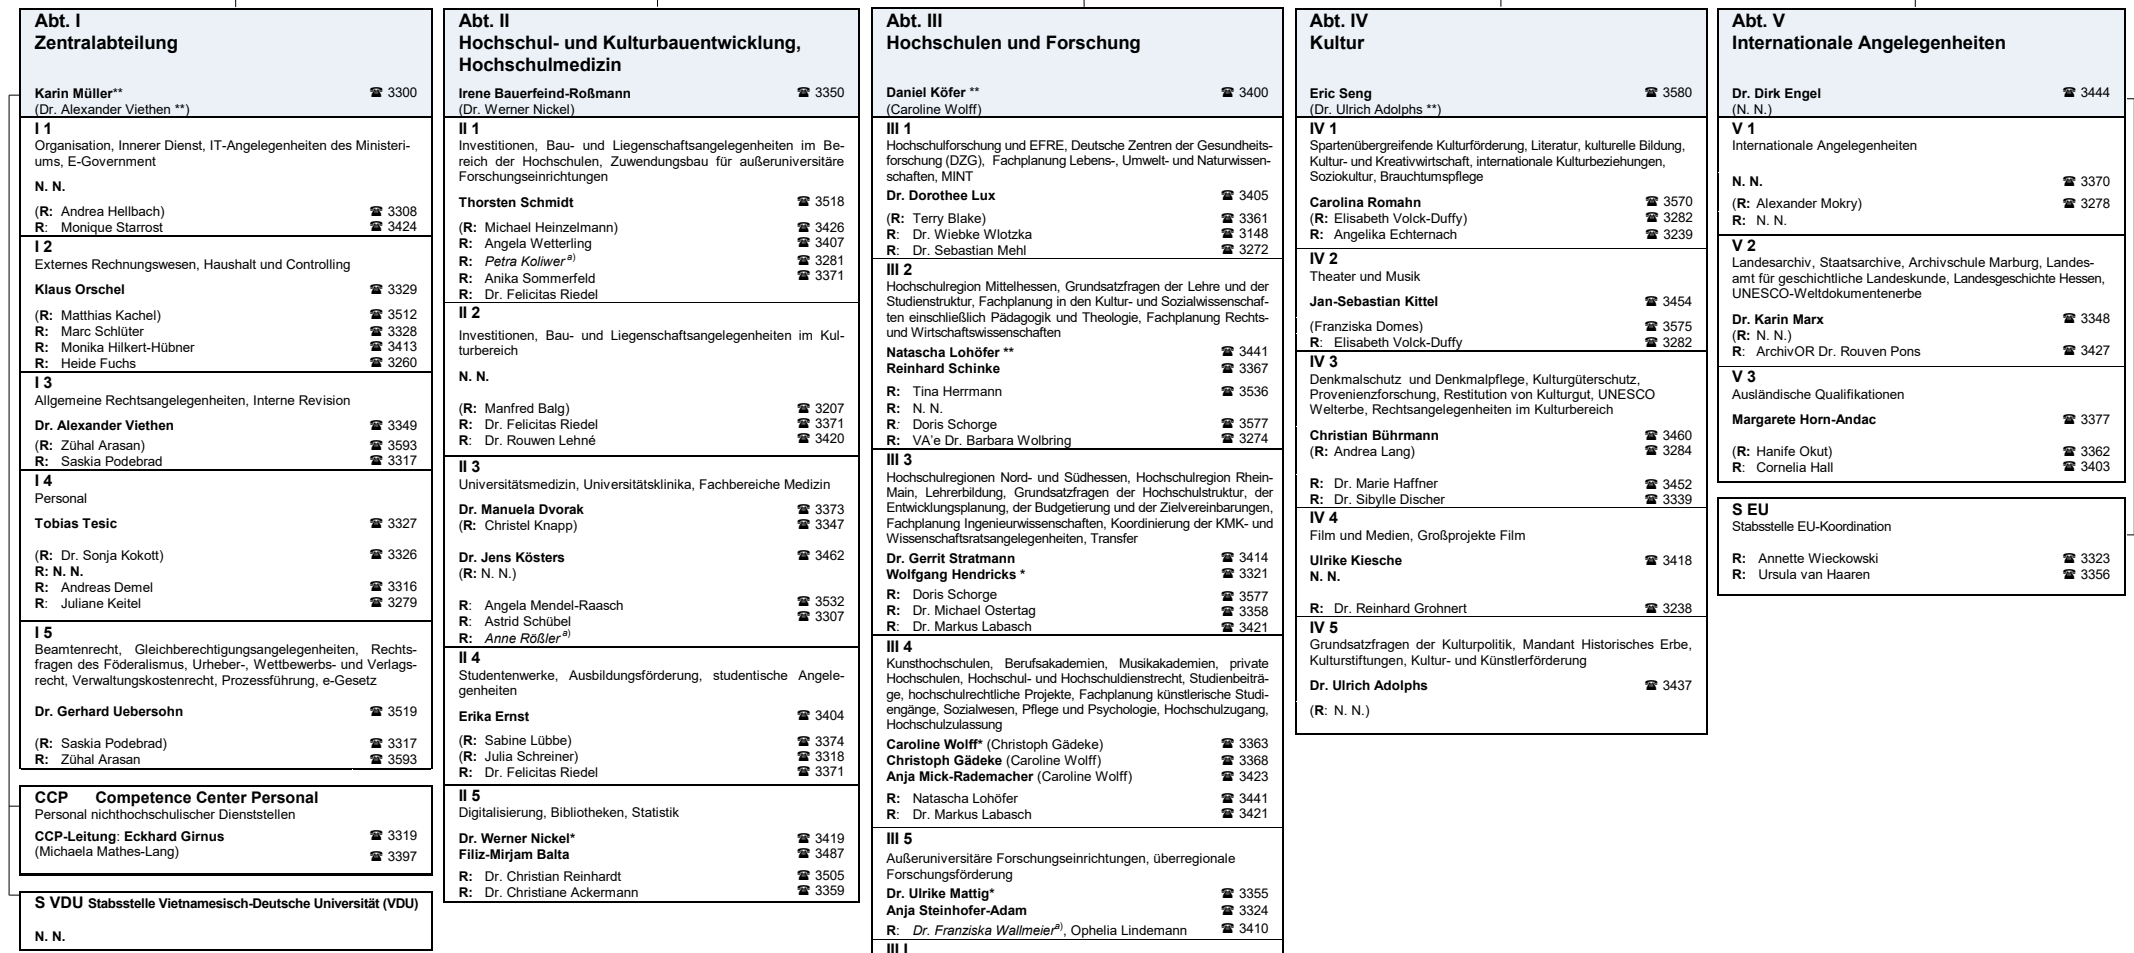 Abt. I
Zentralabteilung
Karin Müller** ☎ 3300
(Dr. Alexander Viethen **)
I 1
Organisation, Innerer Dienst, IT-Angelegenheiten des Ministeri-
ums, E-Government
N. N.
(R: Andrea Hellbach) ☎ 3308
R: Monique Starrost ☎ 3424
I 2
Externes Rechnungswesen, Haushalt und Controlling
Klaus Orschel ☎ 3329
(R: Matthias Kachel) ☎ 3512
R: Marc Schlüter ☎ 3328
R: Monika Hilkert-Hübner ☎ 3413
R: Heide Fuchs ☎ 3260
I 3
Allgemeine Rechtsangelegenheiten, Interne Revision
Dr. Alexander Viethen ☎ 3349
(R: Zühal Arasan) ☎ 3593
R: Saskia Podebrad ☎ 3317
I 4
Personal
Tobias Tesic ☎ 3327
(R: Dr. Sonja Kokott) ☎ 3326
R: N. N.
R: Andreas Demel ☎ 3316
R: Juliane Keitel ☎ 3279
I 5
Beamtenrecht, Gleichberechtigungsangelegenheiten, Rechts-
fragen des Föderalismus, Urheber-, Wettbewerbs- und Verlags-
recht, Verwaltungskostenrecht, Prozessführung, e-Gesetz
Dr. Gerhard Uebersohn ☎ 3519
(R: Saskia Podebrad) ☎ 3317
R: Zühal Arasan ☎ 3593
CCP Competence Center Personal
Personal nichthochschulischer Dienststellen
CCP-Leitung: Eckhard Girnus ☎ 3319
(Michaela Mathes-Lang) ☎ 3397
S VDU Stabsstelle Vietnamesisch-Deutsche Universität (VDU)
N. N.
Abt. II
Hochschul- und Kulturbauentwicklung,
Hochschulmedizin
Irene Bauerfeind-Roßmann ☎ 3350
(Dr. Werner Nickel)
II 1
Investitionen, Bau- und Liegenschaftsangelegenheiten im Be-
reich der Hochschulen, Zuwendungsbau für außeruniversitäre
Forschungseinrichtungen
Thorsten Schmidt ☎ 3518
(R: Michael Heinzelmann) ☎ 3426
R: Angela Wetterling ☎ 3407
R: Petra Koliwer a) ☎ 3281
R: Anika Sommerfeld ☎ 3371
R: Dr. Felicitas Riedel
II 2
Investitionen, Bau- und Liegenschaftsangelegenheiten im Kul-
turbereich
N. N.
(R: Manfred Balg) ☎ 3207
R: Dr. Felicitas Riedel ☎ 3371
R: Dr. Rouwen Lehné ☎ 3420
II 3
Universitätsmedizin, Universitätsklinika, Fachbereiche Medizin
Dr. Manuela Dvorak ☎ 3373
(R: Christel Knapp) ☎ 3347
Dr. Jens Kösters ☎ 3462
(R: N. N.)
R: Angela Mendel-Raasch ☎ 3532
R: Astrid Schübel ☎ 3307
R: Anne Rößler a)
II 4
Studentenwerke, Ausbildungsförderung, studentische Angele-
genheiten
Erika Ernst ☎ 3404
(R: Sabine Lübbe) ☎ 3374
(R: Julia Schreiner) ☎ 3318
R: Dr. Felicitas Riedel ☎ 3371
II 5
Digitalisierung, Bibliotheken, Statistik
Dr. Werner Nickel* ☎ 3419
Filiz-Mirjam Balta ☎ 3487
R: Dr. Christian Reinhardt ☎ 3505
R: Dr. Christiane Ackermann ☎ 3359
Abt. III
Hochschulen und Forschung
Daniel Köfer ** ☎ 3400
(Caroline Wolff)
III 1
Hochschulforschung und EFRE, Deutsche Zentren der Gesundheits-
forschung (DZG), Fachplanung Lebens-, Umwelt- und Naturwissen-
schaften, MINT
Dr. Dorothee Lux ☎ 3405
(R: Terry Blake) ☎ 3361
R: Dr. Wiebke Wlotzka ☎ 3148
R: Dr. Sebastian Mehl ☎ 3272
III 2
Hochschulregion Mittelhessen, Grundsatzfragen der Lehre und der
Studienstruktur, Fachplanung in den Kultur- und Sozialwissenschaf-
ten einschließlich Pädagogik und Theologie, Fachplanung Rechts-
und Wirtschaftswissenschaften
Natascha Lohöfer ** ☎ 3441
Reinhard Schinke ☎ 3367
R: Tina Herrmann ☎ 3536
R: N. N.
R: Doris Schorge ☎ 3577
R: VA'e Dr. Barbara Wolbring ☎ 3274
III 3
Hochschulregionen Nord- und Südhessen, Hochschulregion Rhein-
Main, Lehrerbildung, Grundsatzfragen der Hochschulstruktur, der
Entwicklungsplanung, der Budgetierung und der Zielvereinbarungen,
Fachplanung Ingenieurwissenschaften, Koordinierung der KMK- und
Wissenschaftsratsangelegenheiten, Transfer
Dr. Gerrit Stratmann ☎ 3414
Wolfgang Hendricks * ☎ 3321
R: Doris Schorge ☎ 3577
R: Dr. Michael Ostertag ☎ 3358
R: Dr. Markus Labasch ☎ 3421
III 4
Kunsthochschulen, Berufsakademien, Musikakademien, private
Hochschulen, Hochschul- und Hochschuldienstrecht, Studienbeiträ-
ge, hochschulrechtliche Projekte, Fachplanung künstlerische Studi-
engänge, Sozialwesen, Pflege und Psychologie, Hochschulzugang,
Hochschulzulassung
Caroline Wolff* (Christoph Gädeke) ☎ 3363
Christoph Gädeke (Caroline Wolff) ☎ 3368
Anja Mick-Rademacher (Caroline Wolff) ☎ 3423
R: Natascha Lohöfer ☎ 3441
R: Dr. Markus Labasch ☎ 3421
III 5
Außeruniversitäre Forschungseinrichtungen, überregionale
Forschungsförderung
Dr. Ulrike Mattig* ☎ 3355
Anja Steinhofer-Adam ☎ 3324
R: Dr. Franziska Wallmeier a), Ophelia Lindemann ☎ 3410
III I
Abt. IV
Kultur
Eric Seng ☎ 3580
(Dr. Ulrich Adolphs **)
IV 1
Spartenübergreifende Kulturförderung, Literatur, kulturelle Bildung,
Kultur- und Kreativwirtschaft, internationale Kulturbeziehungen,
Soziokultur, Brauchtumspflege
Carolina Romahn ☎ 3570
(R: Elisabeth Volck-Duffy) ☎ 3282
R: Angelika Echternach ☎ 3239
IV 2
Theater und Musik
Jan-Sebastian Kittel ☎ 3454
(Franziska Domes) ☎ 3575
R: Elisabeth Volck-Duffy ☎ 3282
IV 3
Denkmalschutz und Denkmalpflege, Kulturgüterschutz,
Provenienzforschung, Restitution von Kulturgut, UNESCO
Welterbe, Rechtsangelegenheiten im Kulturbereich
Christian Bührmann ☎ 3460
(R: Andrea Lang) ☎ 3284
R: Dr. Marie Haffner ☎ 3452
R: Dr. Sibylle Discher ☎ 3339
IV 4
Film und Medien, Großprojekte Film
Ulrike Kiesche ☎ 3418
N. N.
R: Dr. Reinhard Grohnert ☎ 3238
IV 5
Grundsatzfragen der Kulturpolitik, Mandant Historisches Erbe,
Kulturstiftungen, Kultur- und Künstlerförderung
Dr. Ulrich Adolphs ☎ 3437
(R: N. N.)
Abt. V
Internationale Angelegenheiten
Dr. Dirk Engel ☎ 3444
(N. N.)
V 1
Internationale Angelegenheiten
N. N. ☎ 3370
(R: Alexander Mokry) ☎ 3278
R: N. N.
V 2
Landesarchiv, Staatsarchive, Archivschule Marburg, Landes-
amt für geschichtliche Landeskunde, Landesgeschichte Hessen,
UNESCO-Weltdokumentenerbe
Dr. Karin Marx ☎ 3348
(R: N. N.)
R: ArchivOR Dr. Rouven Pons ☎ 3427
V 3
Ausländische Qualifikationen
Margarete Horn-Andac ☎ 3377
(R: Hanife Okut) ☎ 3362
R: Cornelia Hall ☎ 3403
S EU
Stabsstelle EU-Koordination
R: Annette Wieckowski ☎ 3323
R: Ursula van Haaren ☎ 3356